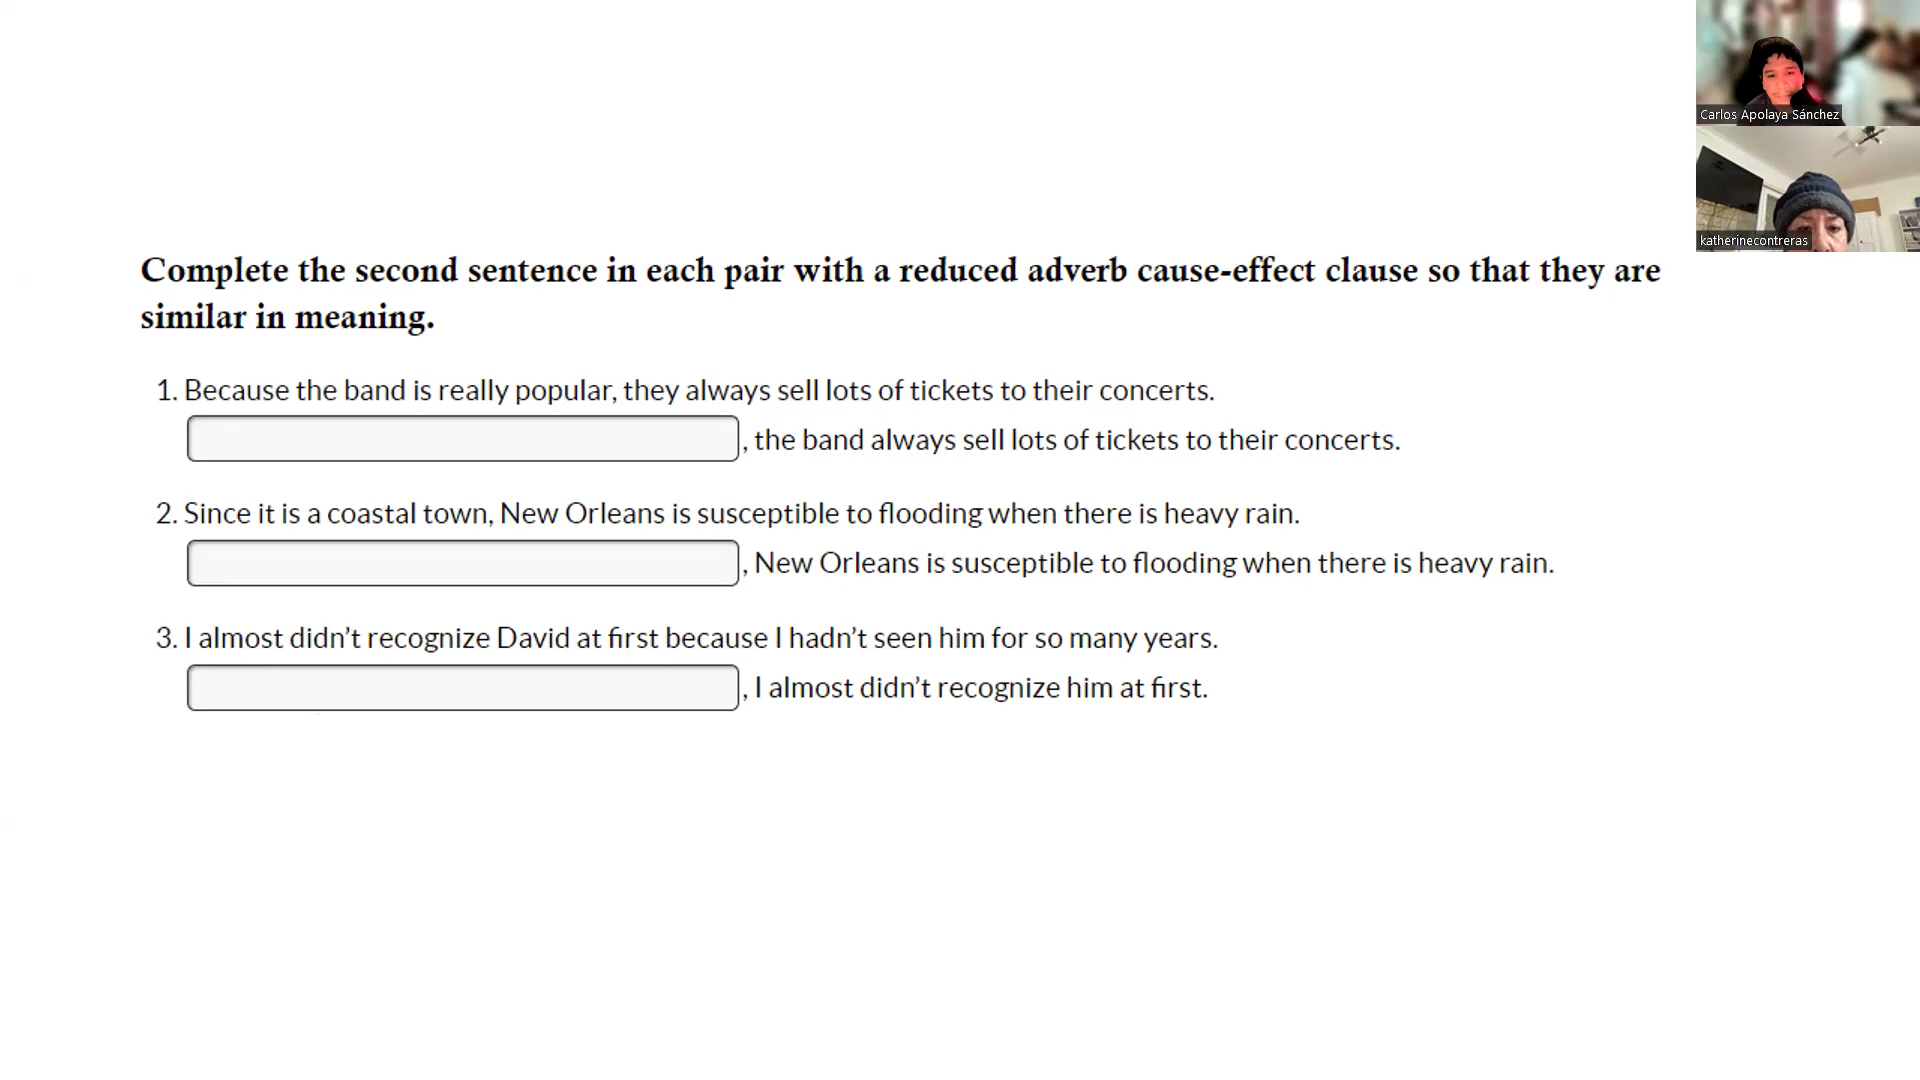 Carlos Apolaya Sánchez
katherinecontreras
Complete the second sentence in each pair with a reduced adverb cause-effect clause so that they are
similar in meaning.
1. Because the band is really popular, they always sell lots of tickets to their concerts.
, the band always sell lots of tickets to their concerts.
2. Since it is a coastal town, New Orleans is susceptible to flooding when there is heavy rain.
, New Orleans is susceptible to flooding when there is heavy rain.
3. I almost didn't recognize David at first because I hadn't seen him for so many years.
, I almost didn't recognize him at first.